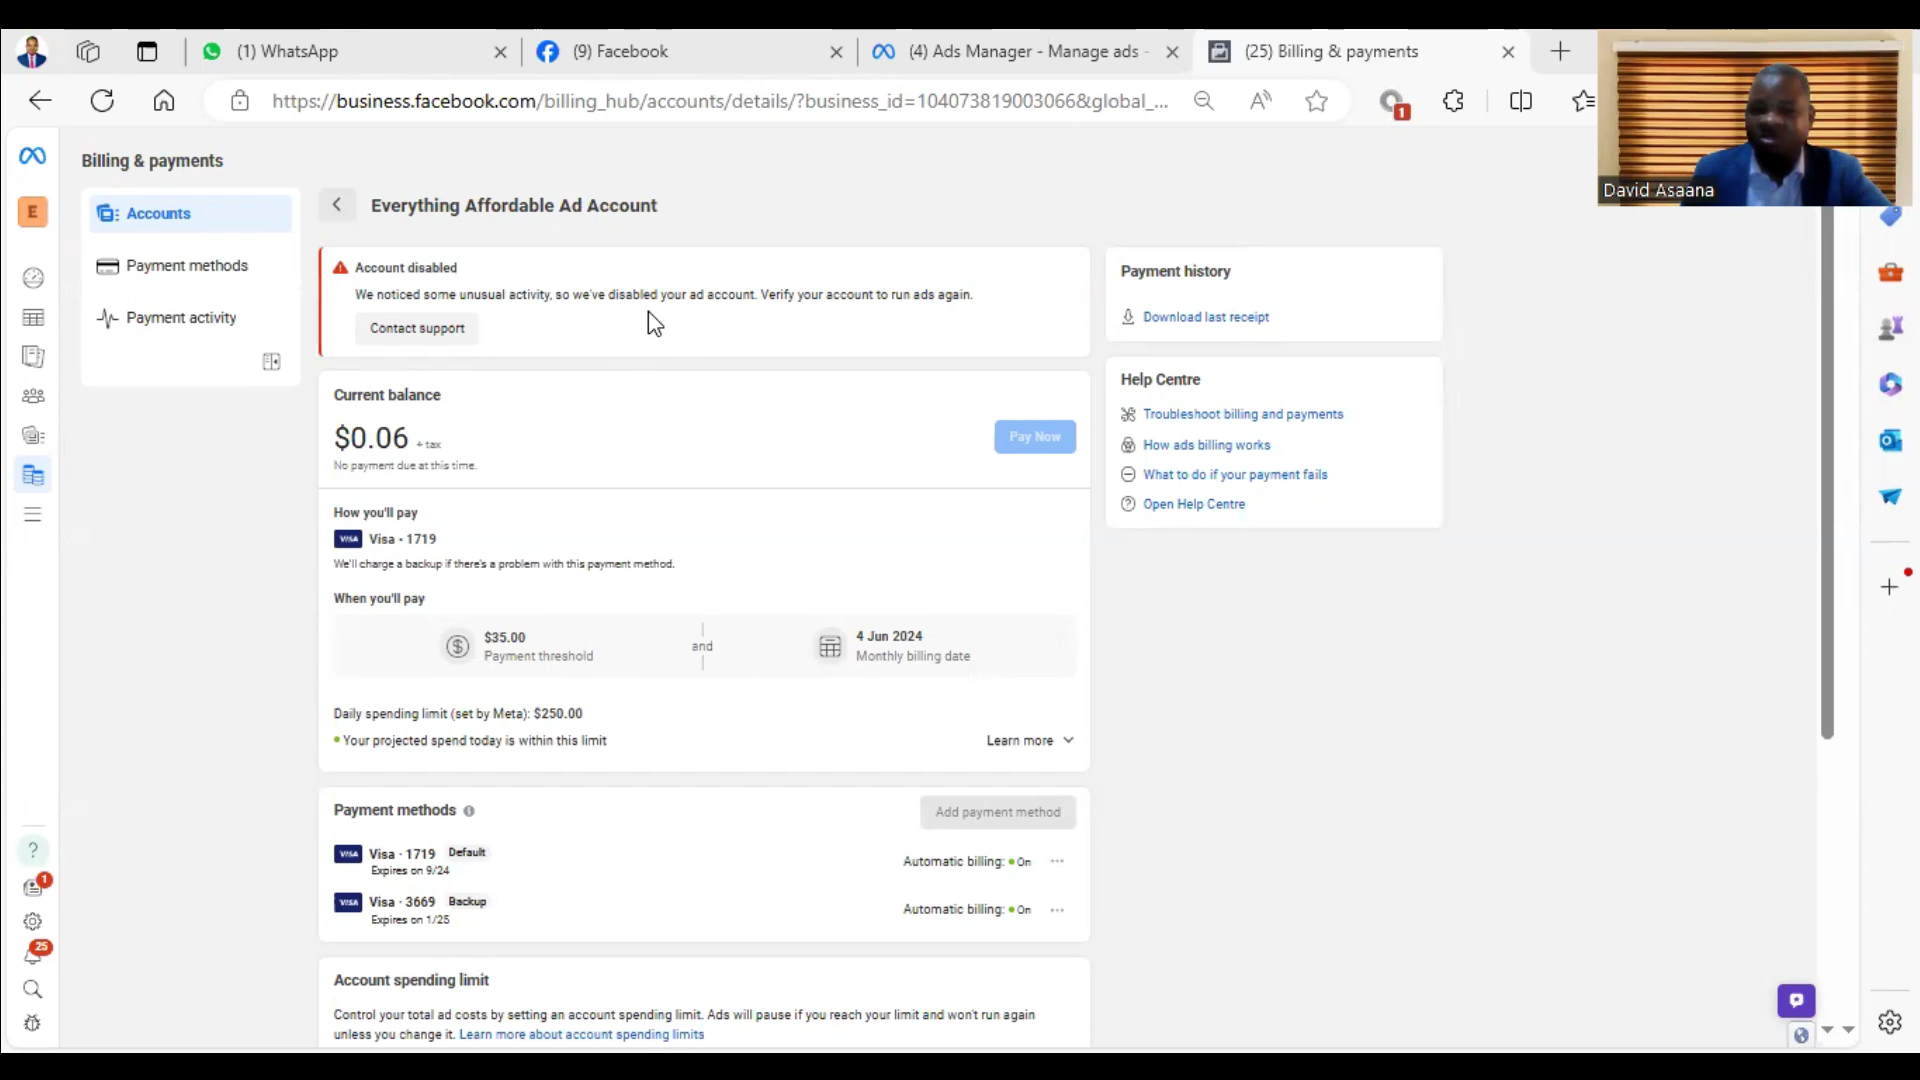 (1) WhatsApp
(9) Facebook
(4) Ads Manager - Manage ads -
(25) Billing & payments
https://business.facebook.com/billing_hub/accounts/details/?business_id=104073819003066&global_...
1
David Asaana
Billing & payments
E
Accounts
Payment methods
Payment activity
Everything Affordable Ad Account
Account disabled
We noticed some unusual activity, so we've disabled your ad account. Verify your account to run ads again.
Contact support
Payment history
Download last receipt
Help Centre
Troubleshoot billing and payments
How ads billing works
What to do if your payment fails
Open Help Centre
Current balance
$0.06 + tax
Pay Now
No payment due at this time.
How you'll pay
VISA Visa · 1719
We'll charge a backup if there's a problem with this payment method.
When you'll pay
$35.00
Payment threshold
and
4 Jun 2024
Monthly billing date
Daily spending limit (set by Meta): $250.00
Your projected spend today is within this limit
Learn more
Payment methods
Add payment method
VISA Visa · 1719 Default
Expires on 9/24
Automatic billing: On
VISA Visa · 3669 Backup
Expires on 1/25
Automatic billing: On
Account spending limit
Control your total ad costs by setting an account spending limit. Ads will pause if you reach your limit and won't run again
unless you change it. Learn more about account spending limits
1
25